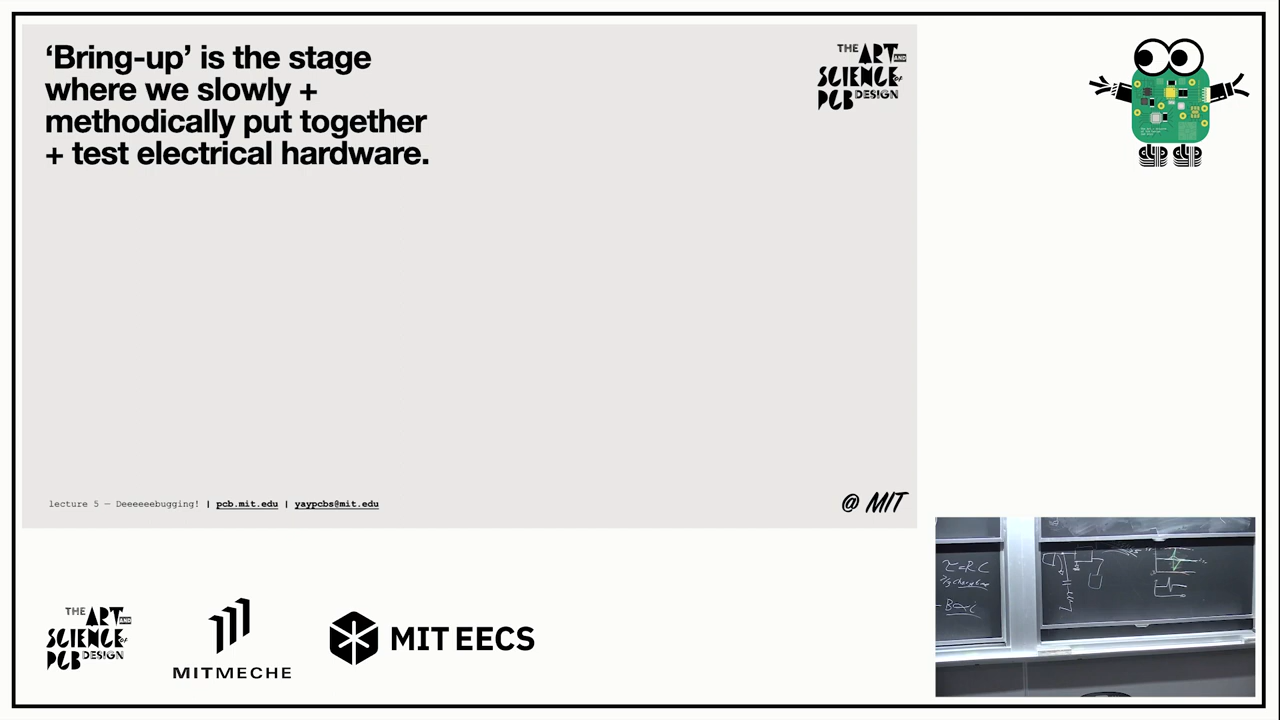 ‘Bring-up’ is the stage
where we slowly +
methodically put together
+ test electrical hardware.
THE ART AND
SCIENCE OF
PCB DESIGN
lecture 5 — Deeeeeebugging! | pcb.mit.edu | yaypcbs@mit.edu
@ MIT
τ=RC
THE ART AND
SCIENCE OF
PCB DESIGN
MITMECHE
MIT EECS